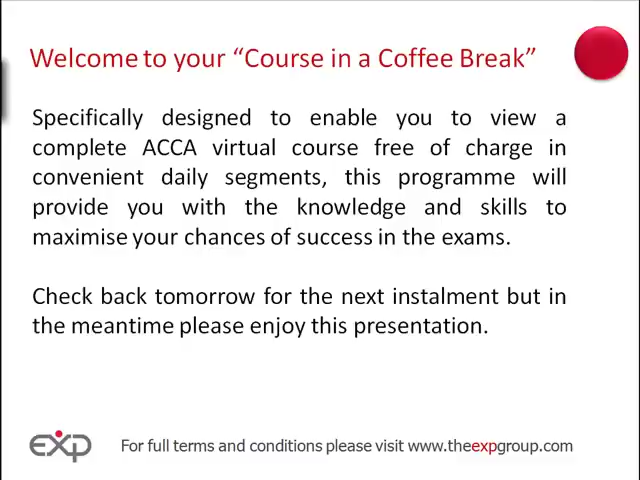 Welcome to your “Course in a Coffee Break”
Specifically designed to enable you to view a
complete ACCA virtual course free of charge in
convenient daily segments, this programme will
provide you with the knowledge and skills to
maximise your chances of success in the exams.
Check back tomorrow for the next instalment but in
the meantime please enjoy this presentation.
exp For full terms and conditions please visit www.theexpgroup.com